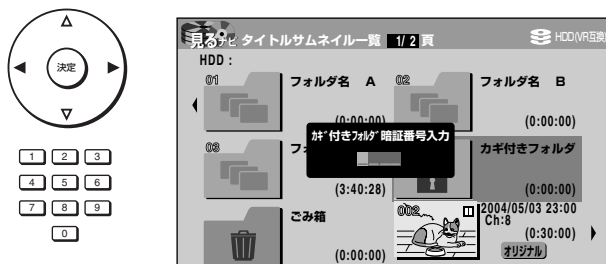 決定
1 2 3
4 5 6
7 8 9
0
見るナビ タイトルサムネイル一覧 1/ 2 頁 HDD(VR互換)
HDD :
01 フォルダ名 A (0:00:00)
02 フォルダ名 B (0:00:00)
カギ付きフォルダ 暗証番号入力
03 フ (3:40:28)
カギ付きフォルダ (0:00:00)
ごみ箱 (0:00:00)
002 2004/05/03 23:00
Ch:8
(0:30:00)
オリジナル